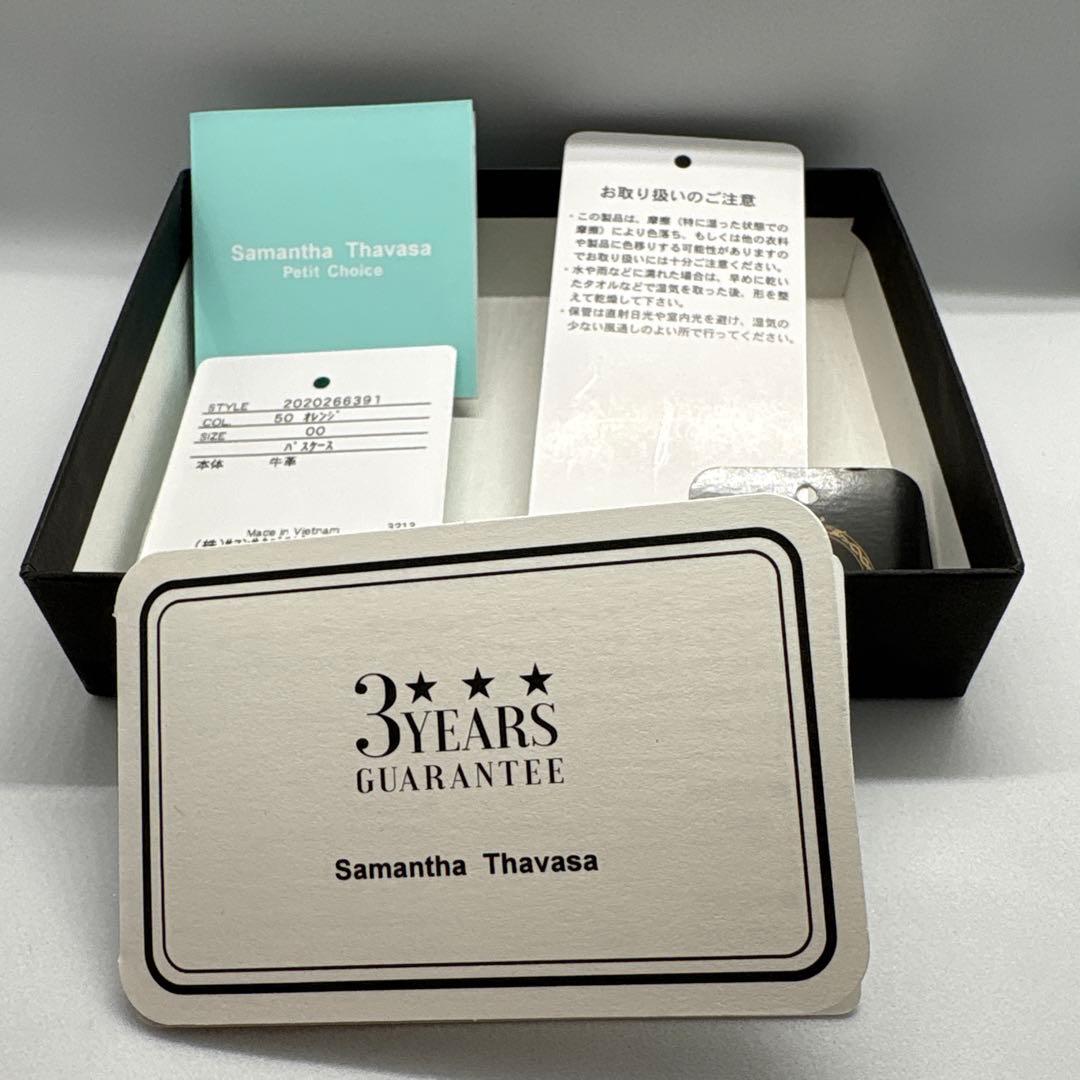 Samantha Thavasa
Petit Choice
お取り扱いのご注意
・この製品は、摩擦（特に湿った状態での
摩擦）により色落ち、もしくは他の衣料
や製品に色移りする可能性がありますの
でお取り扱いには十分ご注意ください。
・水や雨などに濡れた場合は、早めに乾い
たタオルなどで湿気を取った後、形を整
えて乾燥して下さい。
・保管は直射日光や室内光を避け、湿気の
少ない風通しのよい所で行ってください。
STYLE 2020266391
COL. 50 オレンジ
SIZE 00
パスケース
本体 牛革
Made in Vietnam
3★★★
YEARS
GUARANTEE
Samantha Thavasa